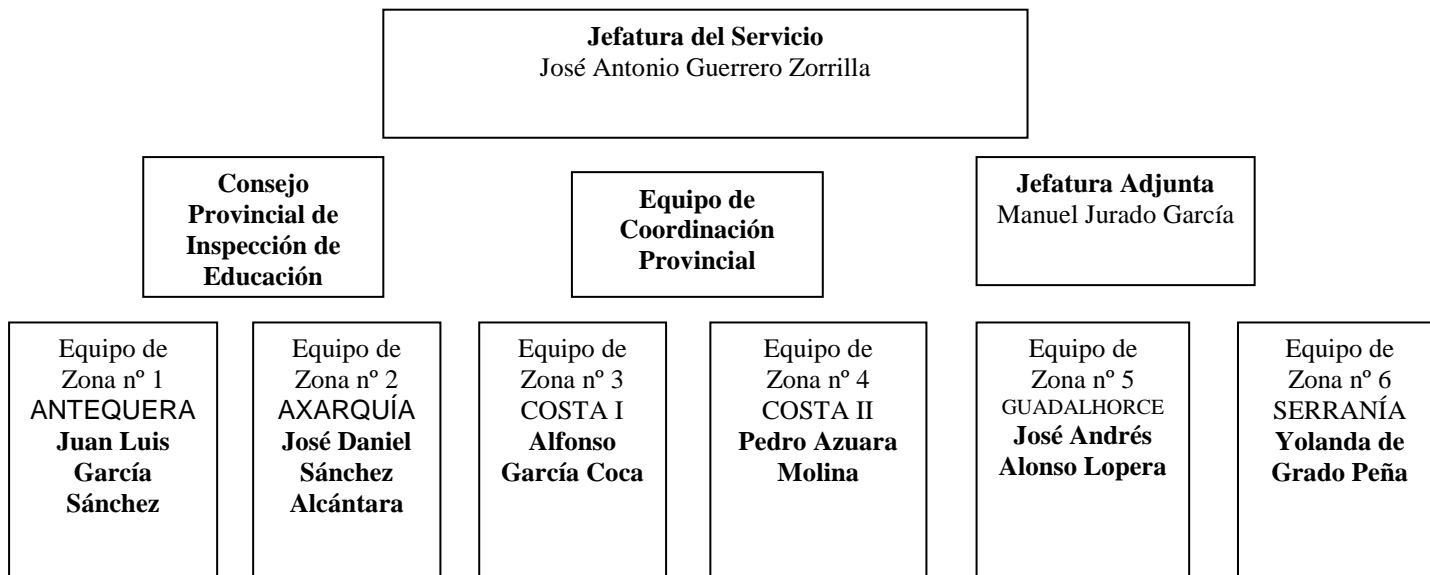 Jefatura del Servicio
José Antonio Guerrero Zorrilla
Consejo
Provincial de
Inspección de
Educación
Equipo de
Coordinación
Provincial
Jefatura Adjunta
Manuel Jurado García
Equipo de
Zona nº 1
ANTEQUERA
Juan Luis
García
Sánchez
Equipo de
Zona nº 2
AXARQUÍA
José Daniel
Sánchez
Alcántara
Equipo de
Zona nº 3
COSTA I
Alfonso
García Coca
Equipo de
Zona nº 4
COSTA II
Pedro Azuara
Molina
Equipo de
Zona nº 5
GUADALHORCE
José Andrés
Alonso Lopera
Equipo de
Zona nº 6
SERRANÍA
Yolanda de
Grado Peña